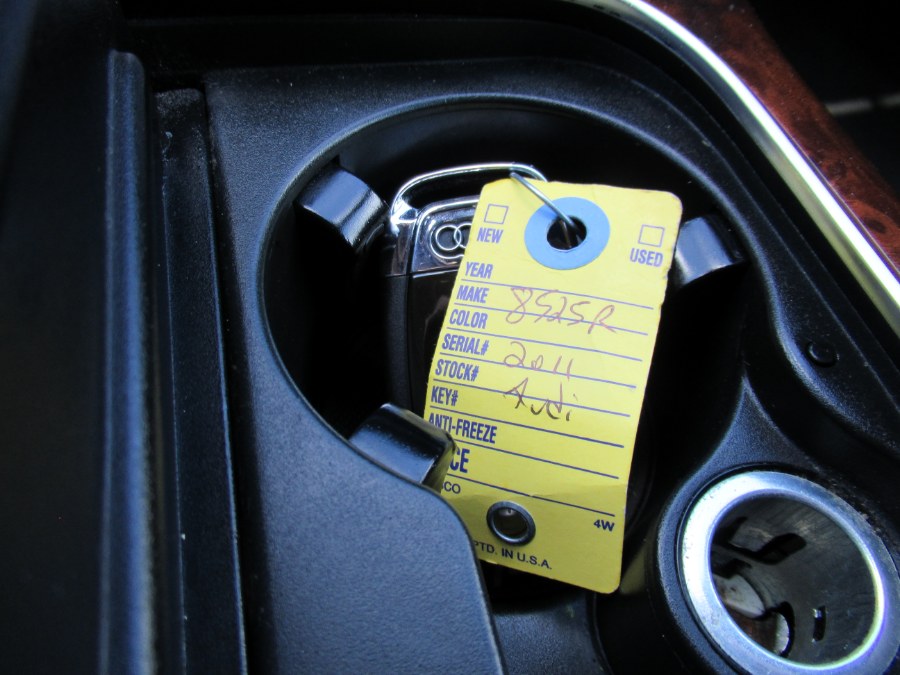 NEW
USED
YEAR
MAKE 8525R
COLOR
SERIAL# 2011
STOCK# Audi
KEY#
ANTI-FREEZE
CE
CO
4W
PTD. IN U.S.A.